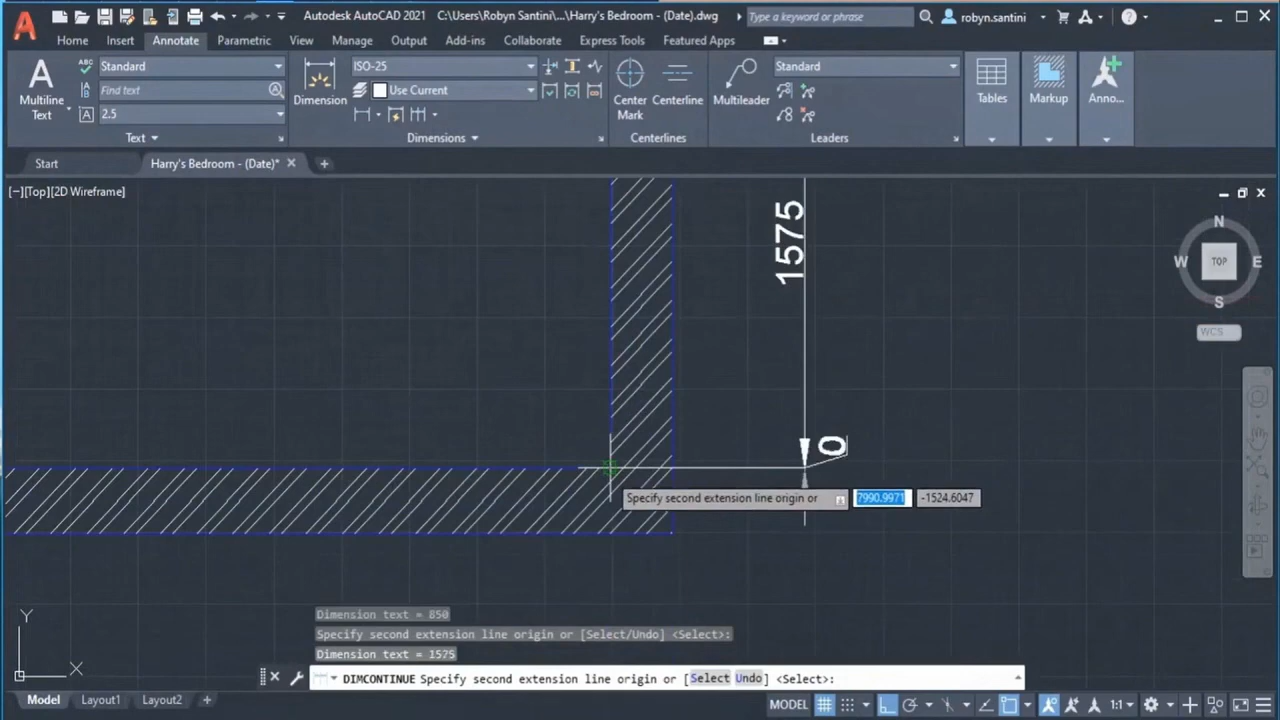 A Autodesk AutoCAD 2021 C:\Users\Robyn Santini\...\Harry's Bedroom - (Date).dwg Type a keyword or phrase robyn.santini
Home Insert Annotate Parametric View Manage Output Add-ins Collaborate Express Tools Featured Apps
A Multiline Text
ABC Standard
Find text
2.5
Text
Dimension
ISO-25
Use Current
Dimensions
Center Mark
Centerline
Centerlines
Multileader
Standard
Leaders
Tables
Markup
Anno...
Start Harry's Bedroom - (Date)*
[−][Top][2D Wireframe]
N
W TOP E
S
WCS
1575
0
Specify second extension line origin or 7990.9971 -1524.6047
Y
X
Dimension text = 850
Specify second extension line origin or [Select/Undo] <Select>:
Dimension text = 1575
DIMCONTINUE Specify second extension line origin or [Select Undo] <Select>:
Model Layout1 Layout2 + MODEL 1:1